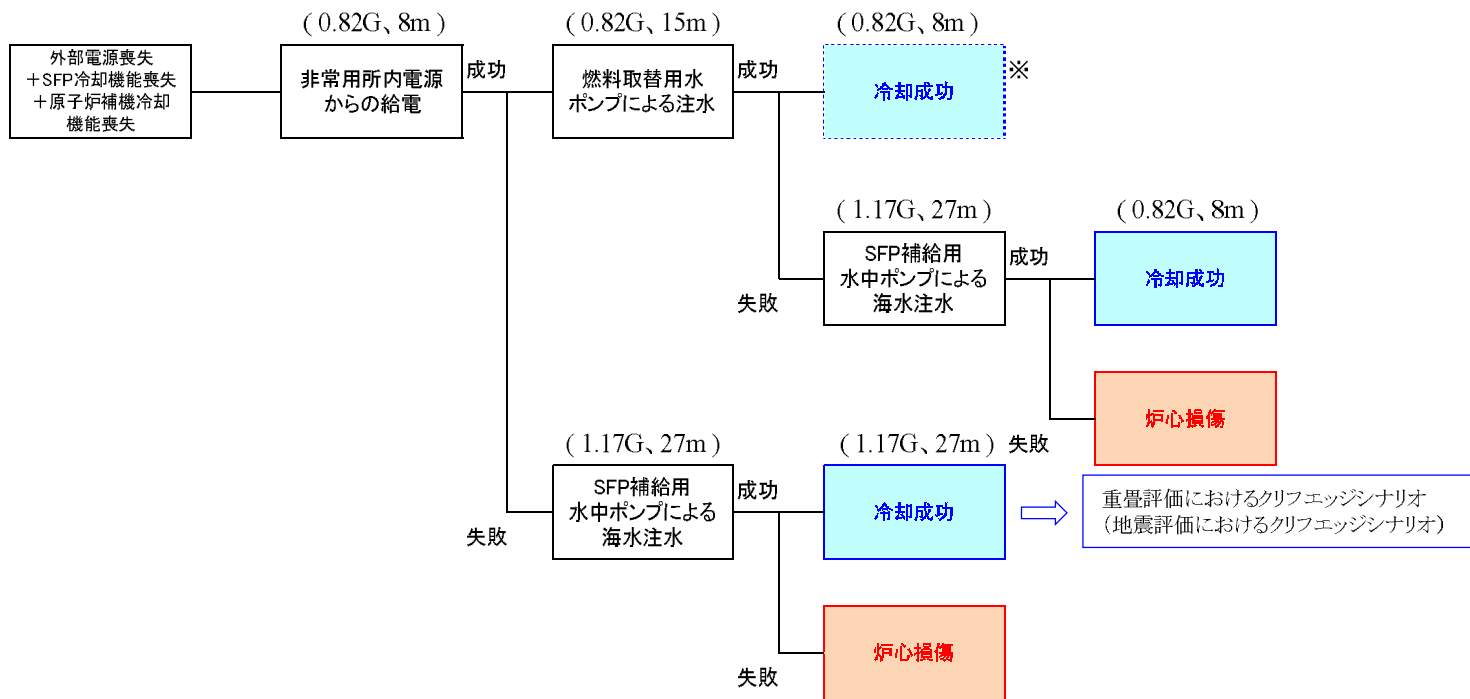 (0.82G、8m)
(0.82G、15m)
(0.82G、8m)
外部電源喪失
+SFP冷却機能喪失
+原子炉補機冷却
機能喪失
非常用所内電源
からの給電
成功
燃料取替用水
ポンプによる注水
成功
冷却成功
※
(1.17G、27m)
(0.82G、8m)
SFP補給用
水中ポンプによる
海水注水
成功
冷却成功
失敗
炉心損傷
失敗
(1.17G、27m)
(1.17G、27m)
SFP補給用
水中ポンプによる
海水注水
成功
冷却成功
重畳評価におけるクリフエッジシナリオ
(地震評価におけるクリフエッジシナリオ)
失敗
炉心損傷
失敗